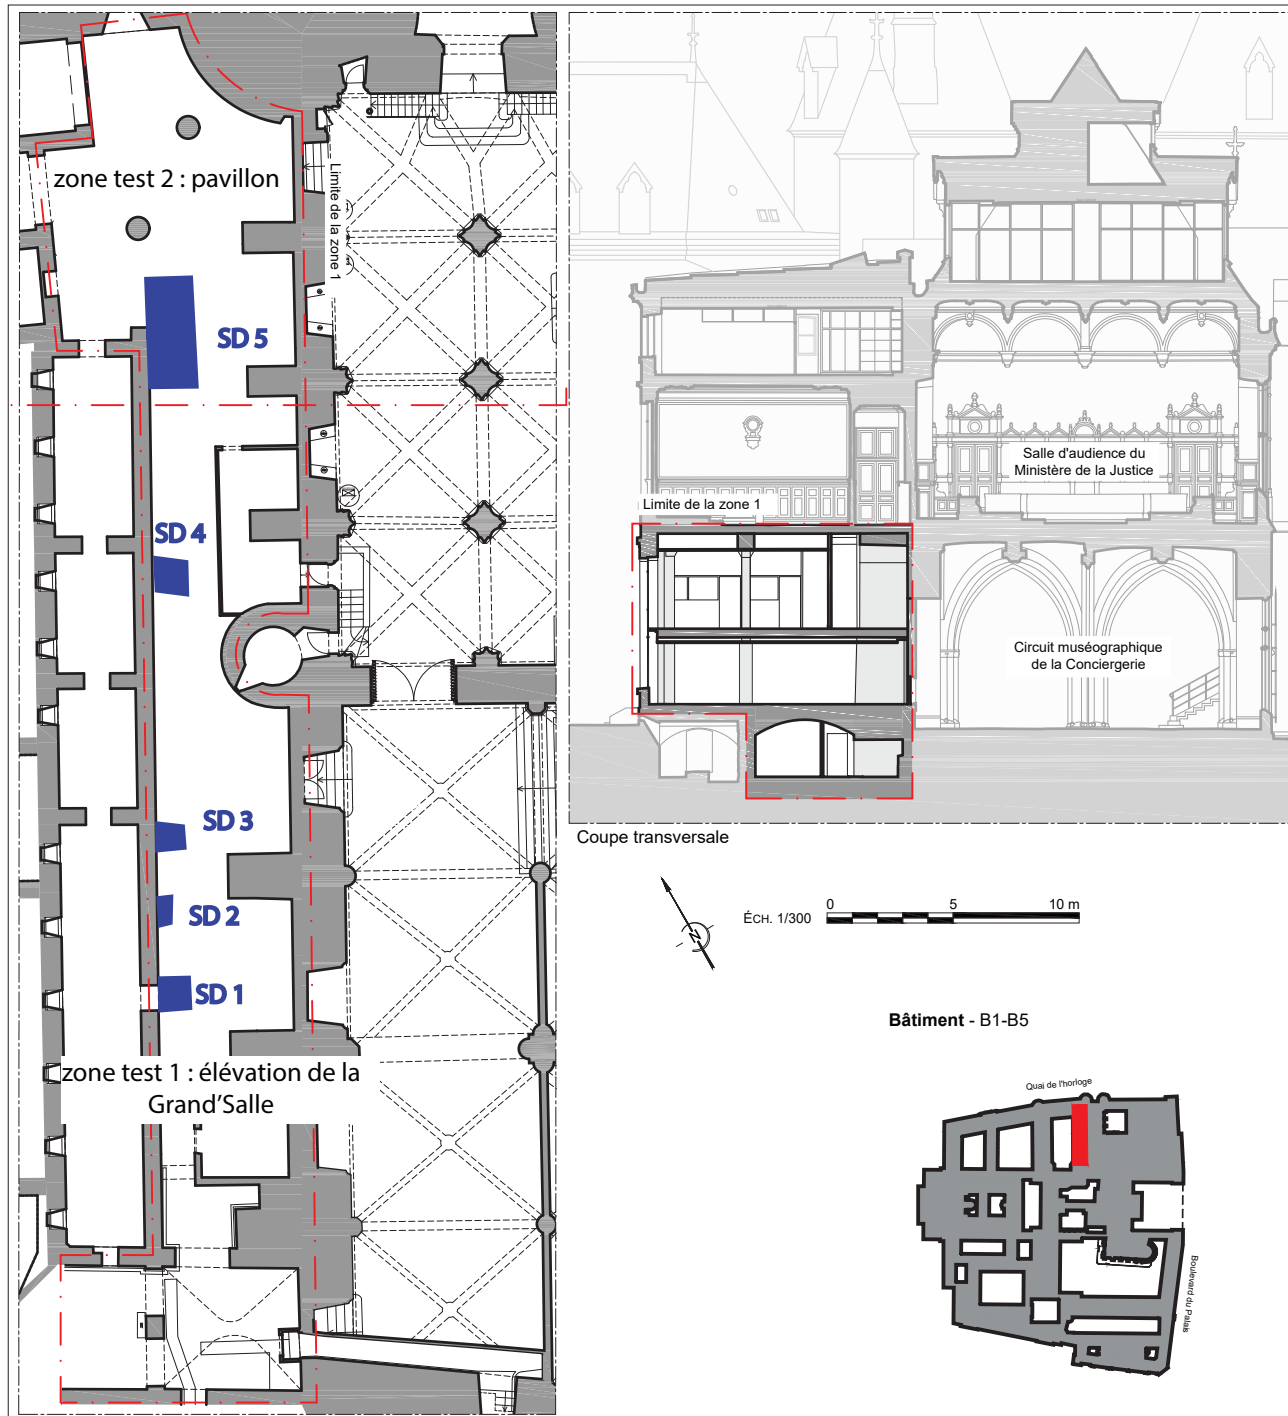 zone test 2 : pavillon
Limite de la zone 1
SD 5
SD 4
SD 3
SD 2
SD 1
zone test 1 : élévation de la
Grand'Salle
Salle d'audience du
Ministère de la Justice
Limite de la zone 1
Circuit muséographique
de la Conciergerie
Coupe transversale
N
ÉCH. 1/300
0 5 10 m
Bâtiment - B1-B5
Quai de l'horloge
Boulevard du Palais